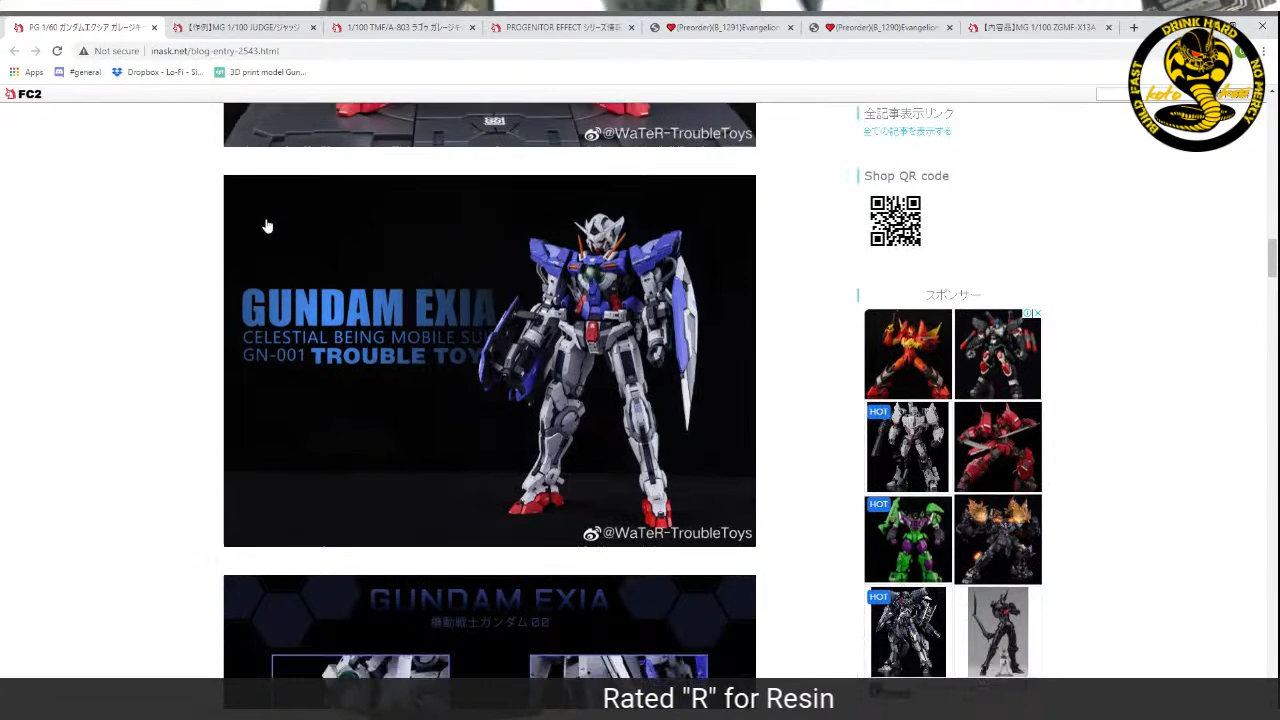 PG 1/60 ガンダムエクシア ガレージキ
【作例】MG 1/100 JUDGE/ジャッジ
1/100 TMF/A-803 ラゴゥ ガレージキ
PROGENITOR EFFECT シリーズ情報
(Preorder)(B_1291)Evangelion
(Preorder)(B_1290)Evangelion
【内容品】MG 1/100 ZGMF-X13A
Not secure
inask.net/blog-entry-2543.html
Apps
#general
Dropbox - Lo-Fi - Si...
3D print model Gun...
FC2
DRINK HARD
BUILD FAST
NO MERCY
@WaTeR-TroubleToys
全記事表示リンク
全ての記事を表示する
Shop QR code
GUNDAM EXIA
CELESTIAL BEING MOBILE SUI
GN-001 TROUBLE TOY
@WaTeR-TroubleToys
スポンサー
HOT
HOT
HOT
GUNDAM EXIA
機動戦士ガンダム00
Rated "R" for Resin